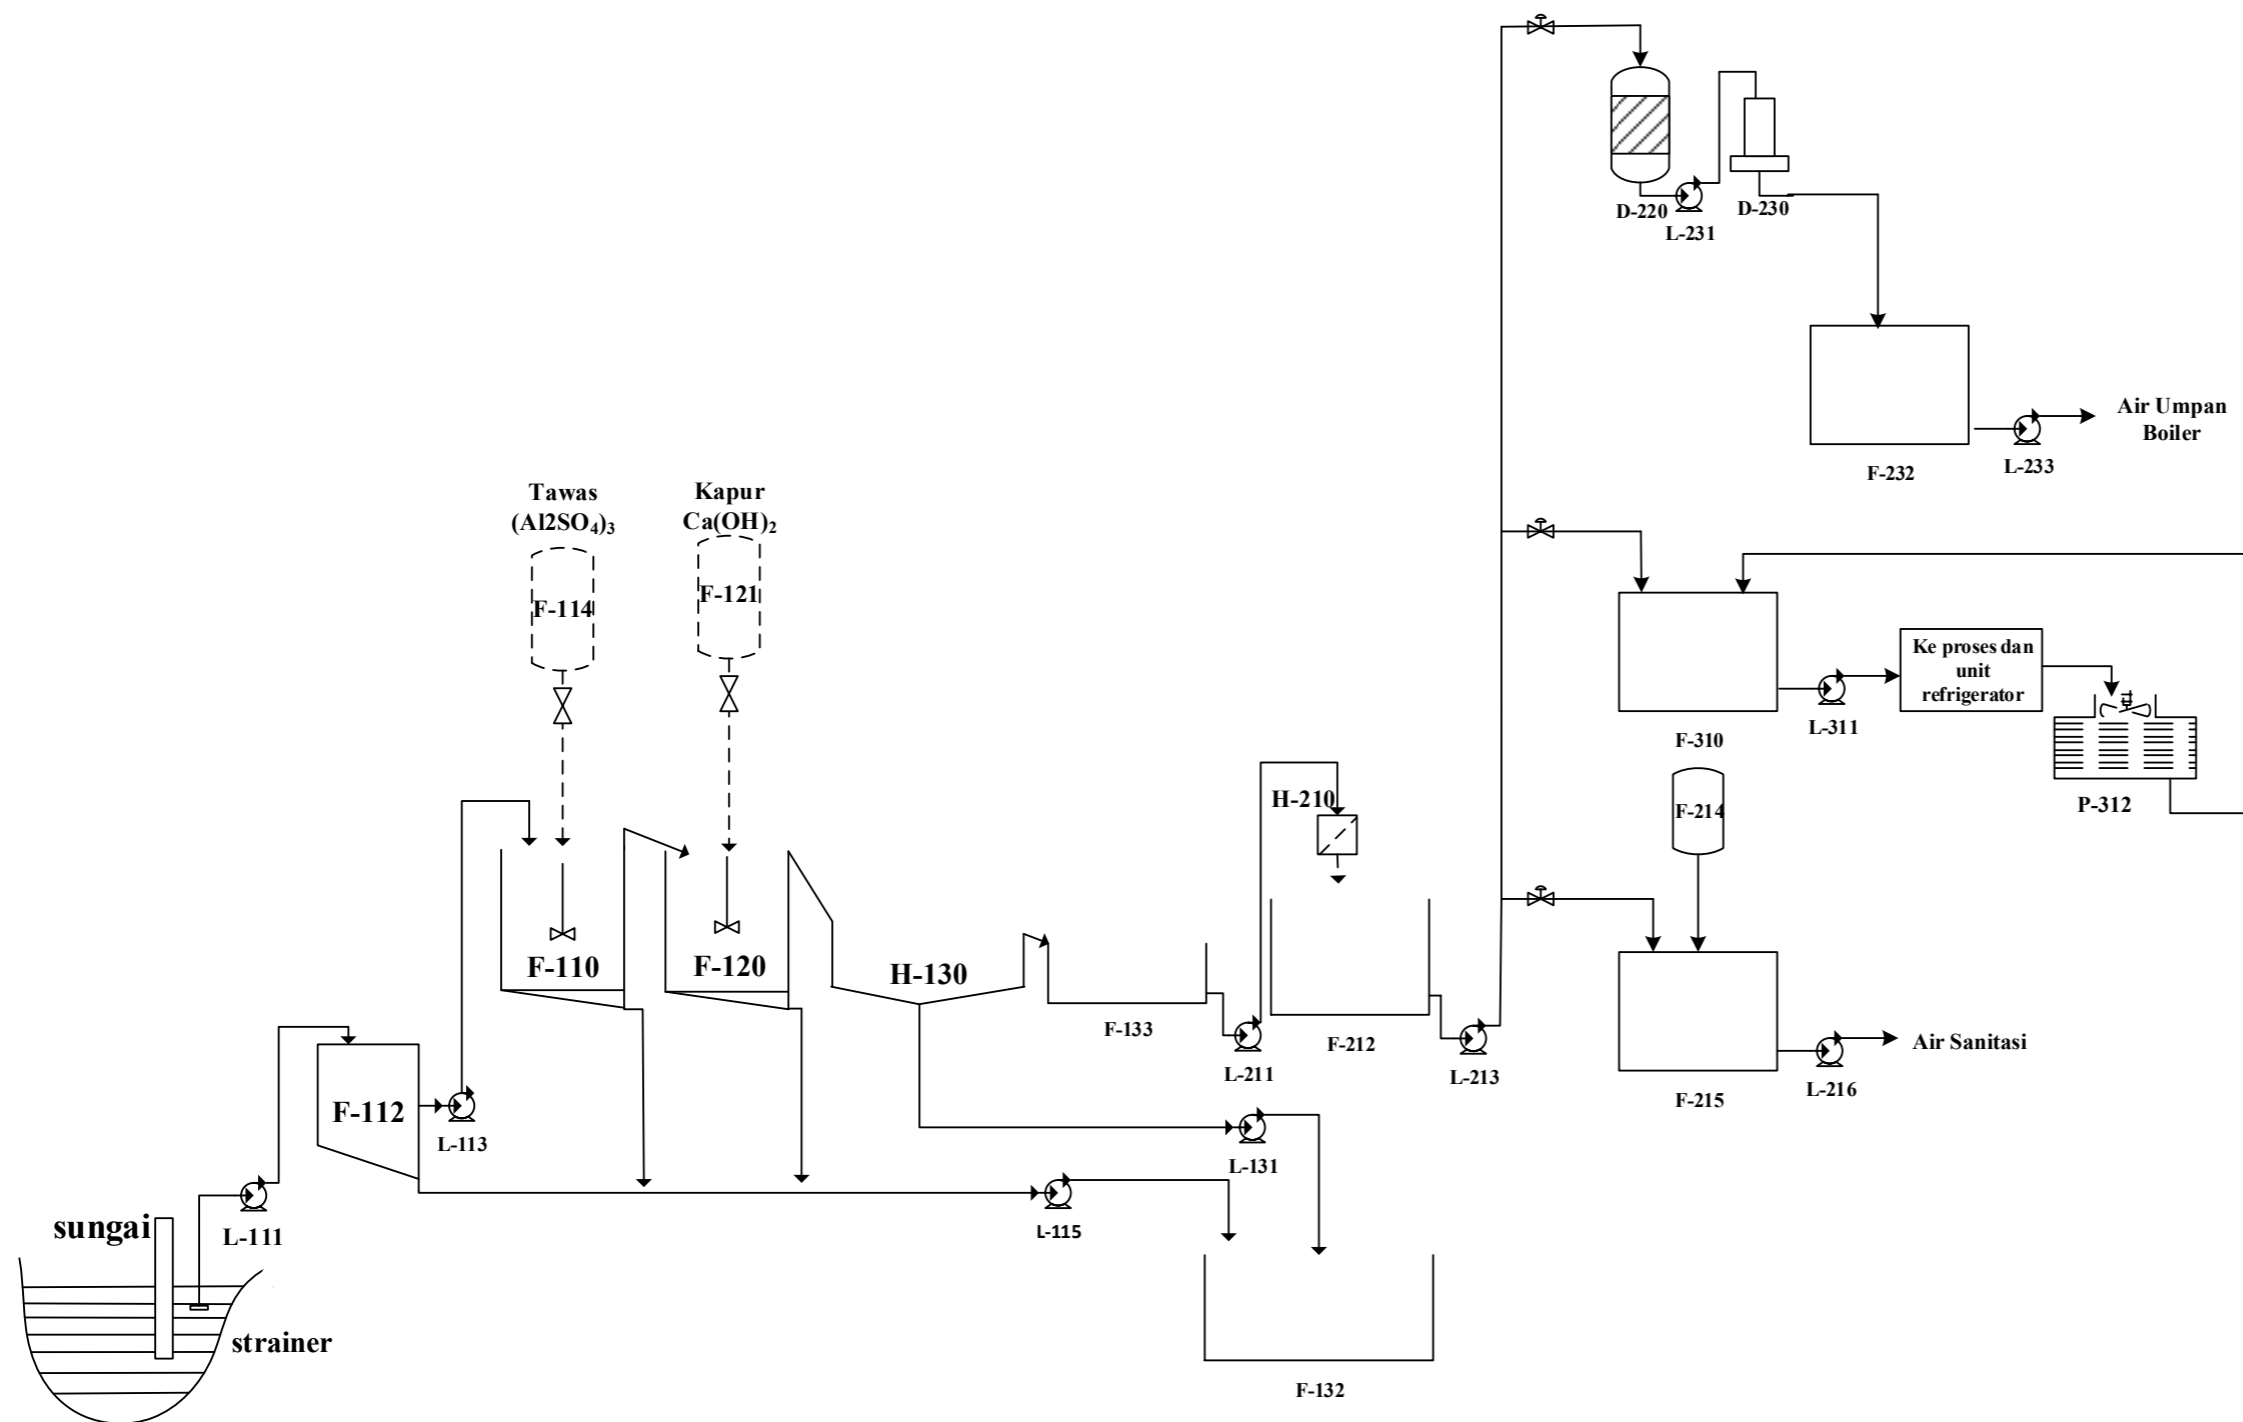 D-220
D-230
L-231
Air Umpan
Boiler
F-232
L-233
Tawas
(Al2SO₄)₃
Kapur
Ca(OH)₂
F-114
F-121
Ke proses dan
unit
refrigerator
L-311
F-310
P-312
H-210
F-214
F-110
F-120
H-130
F-133
F-212
L-211
L-213
Air Sanitasi
L-216
F-215
F-112
L-113
L-131
L-115
sungai
L-111
strainer
F-132